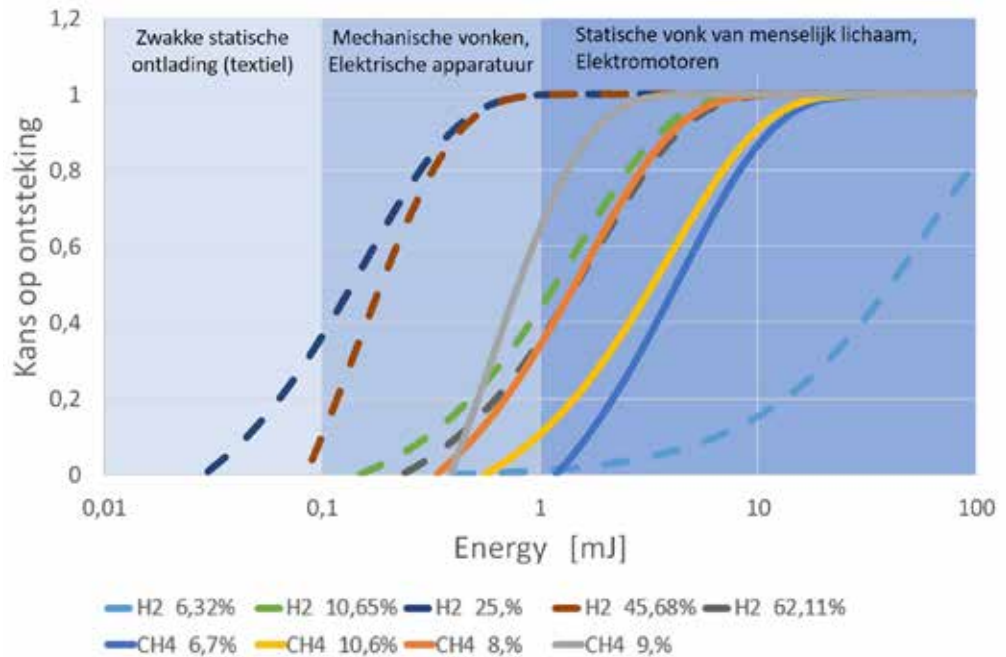 Zwakke statische
ontlading (textiel)
Mechanische vonken,
Elektrische apparatuur
Statische vonk van menselijk lichaam,
Elektromotoren
Kans op ontsteking
1,2
1
0,8
0,6
0,4
0,2
0
0,01
0,1
1
10
100
Energy [mJ]
H2 6,32%
H2 10,65%
H2 25,%
H2 45,68%
H2 62,11%
CH4 6,7%
CH4 10,6%
CH4 8,%
CH4 9,%